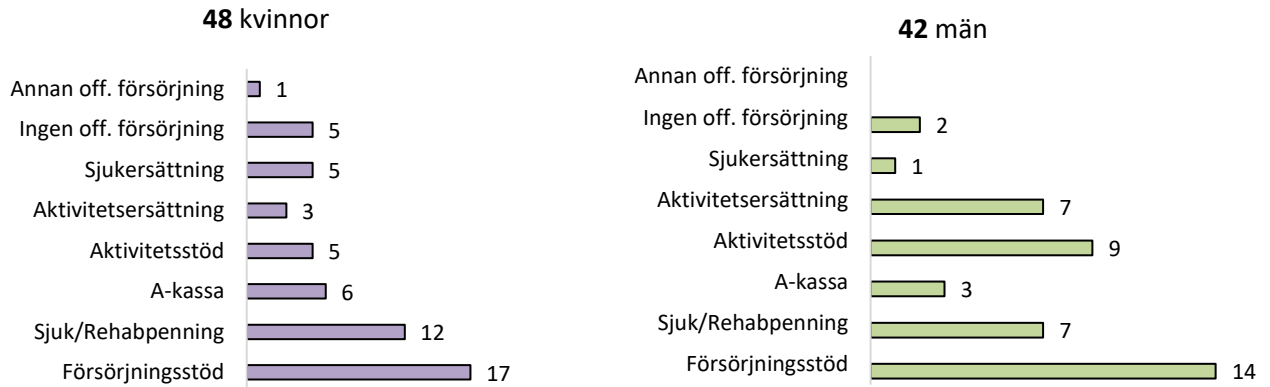 48 kvinnor
Annan off. försörjning 1
Ingen off. försörjning 5
Sjukersättning 5
Aktivitetsersättning 3
Aktivitetsstöd 5
A-kassa 6
Sjuk/Rehabpenning 12
Försörjningsstöd 17
42 män
Annan off. försörjning
Ingen off. försörjning 2
Sjukersättning 1
Aktivitetsersättning 7
Aktivitetsstöd 9
A-kassa 3
Sjuk/Rehabpenning 7
Försörjningsstöd 14